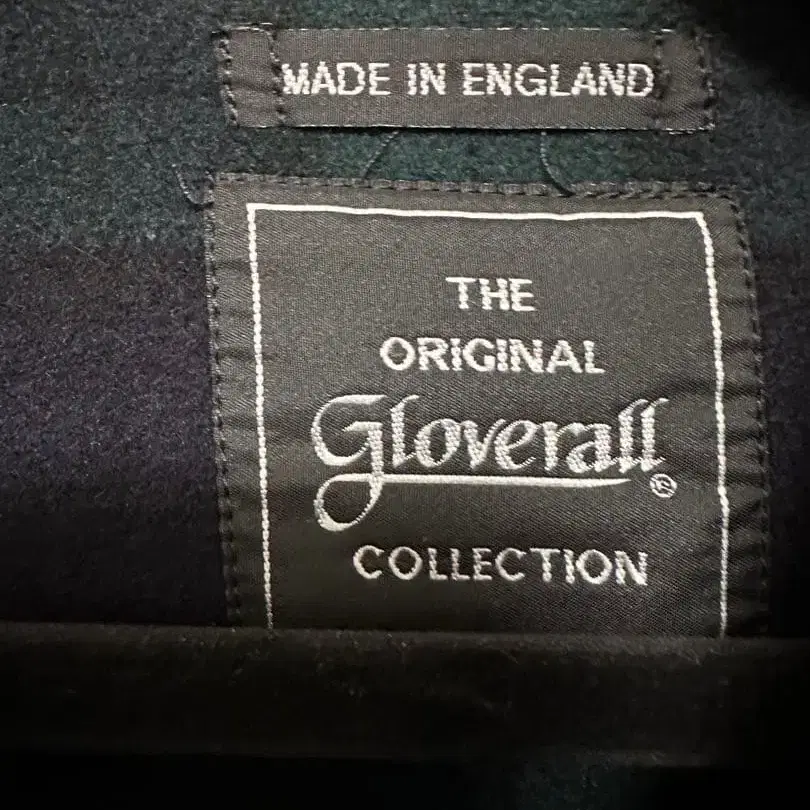 MADE IN ENGLAND
THE
ORIGINAL
Gloverall ®
COLLECTION